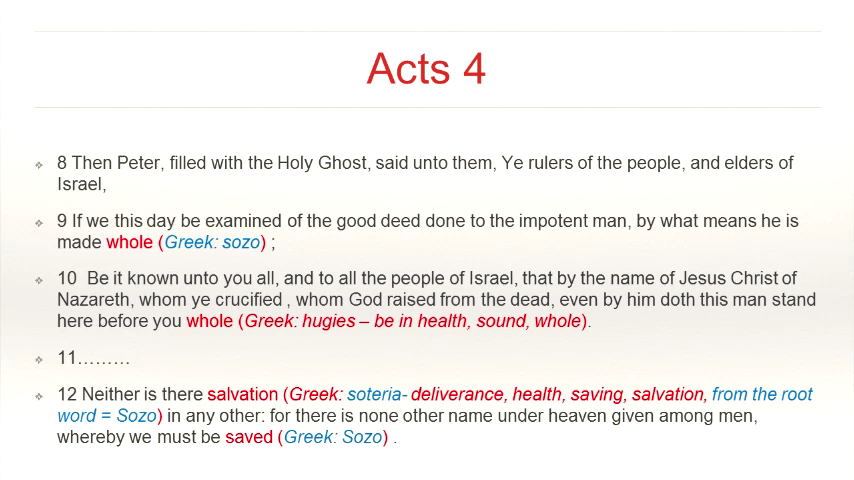 Acts 4
8 Then Peter, filled with the Holy Ghost, said unto them, Ye rulers of the people, and elders of
Israel,
9 If we this day be examined of the good deed done to the impotent man, by what means he is
made whole (Greek: sozo) ;
10 Be it known unto you all, and to all the people of Israel, that by the name of Jesus Christ of
Nazareth, whom ye crucified , whom God raised from the dead, even by him doth this man stand
here before you whole (Greek: hugies – be in health, sound, whole).
11………
12 Neither is there salvation (Greek: soteria- deliverance, health, saving, salvation, from the root
word = Sozo) in any other: for there is none other name under heaven given among men,
whereby we must be saved (Greek: Sozo) .